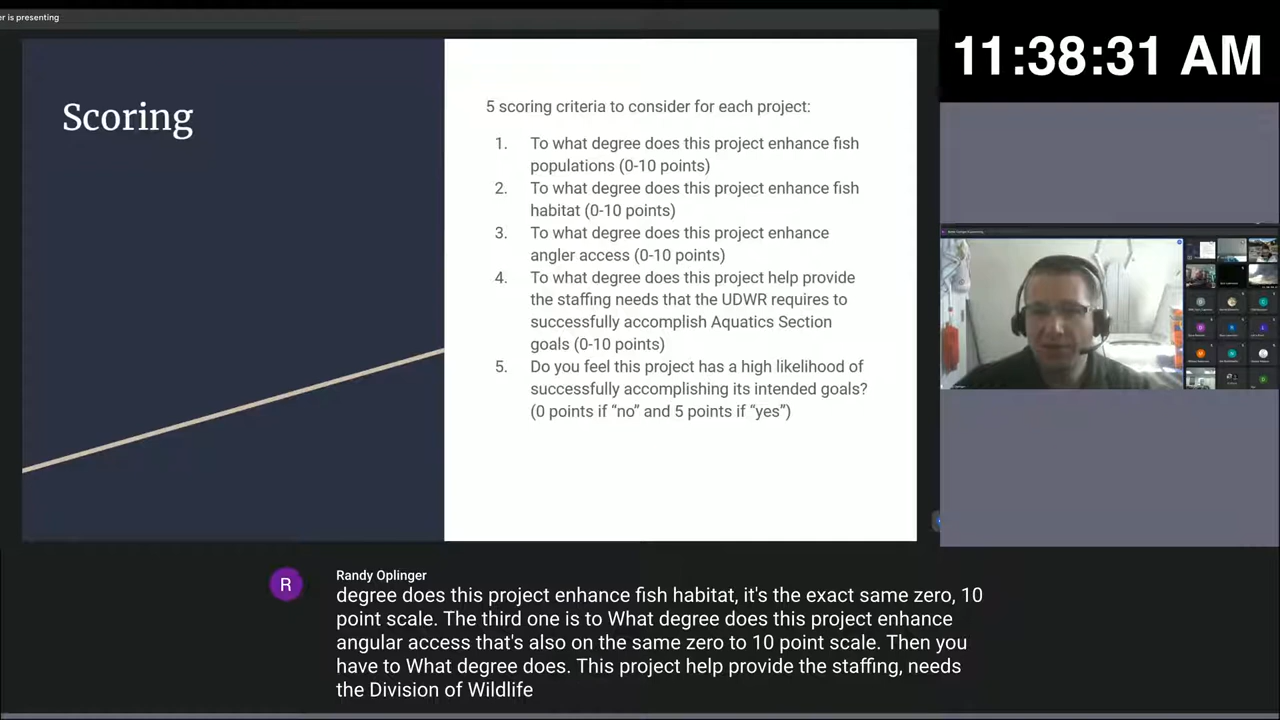 er is presenting
11:38:31 AM
Scoring
5 scoring criteria to consider for each project:
1. To what degree does this project enhance fish
populations (0-10 points)
2. To what degree does this project enhance fish
habitat (0-10 points)
3. To what degree does this project enhance
angler access (0-10 points)
4. To what degree does this project help provide
the staffing needs that the UDWR requires to
successfully accomplish Aquatics Section
goals (0-10 points)
5. Do you feel this project has a high likelihood of
successfully accomplishing its intended goals?
(0 points if “no” and 5 points if “yes”)
R
Randy Oplinger
degree does this project enhance fish habitat, it's the exact same zero, 10
point scale. The third one is to What degree does this project enhance
angular access that's also on the same zero to 10 point scale. Then you
have to What degree does. This project help provide the staffing, needs
the Division of Wildlife